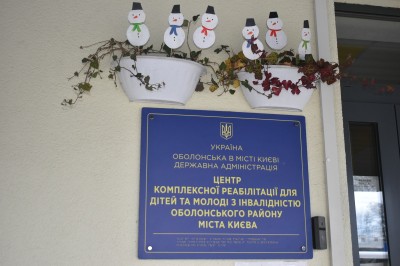 УКРАЇНА
ОБОЛОНСЬКА В МІСТІ КИЄВІ
ДЕРЖАВНА АДМІНІСТРАЦІЯ
ЦЕНТР
КОМПЛЕКСНОЇ РЕАБІЛІТАЦІЇ ДЛЯ
ДІТЕЙ ТА МОЛОДІ З ІНВАЛІДНІСТЮ
ОБОЛОНСЬКОГО РАЙОНУ
МІСТА КИЄВА